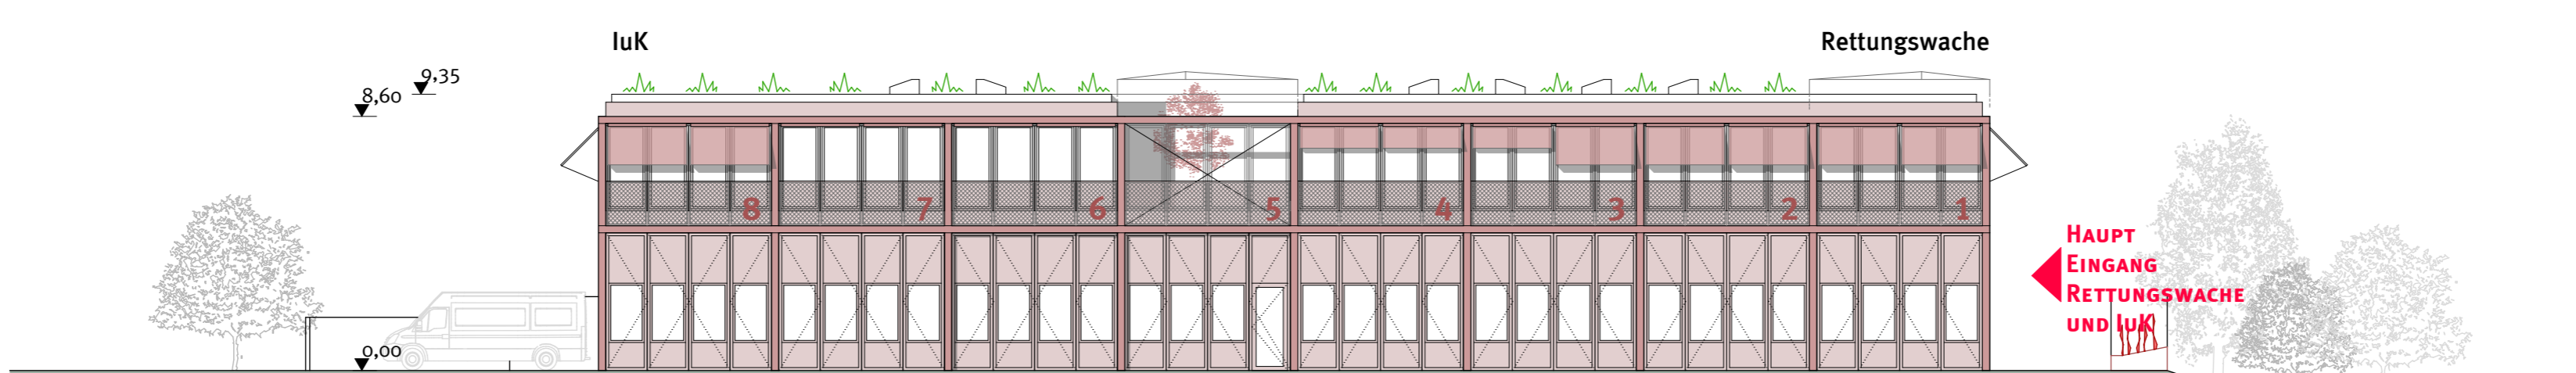 IuK
Rettungswache
9,35
8,60
8
7
6
5
4
3
2
1
HAUPT
EINGANG
RETTUNGSWACHE
UND IuK
0,00